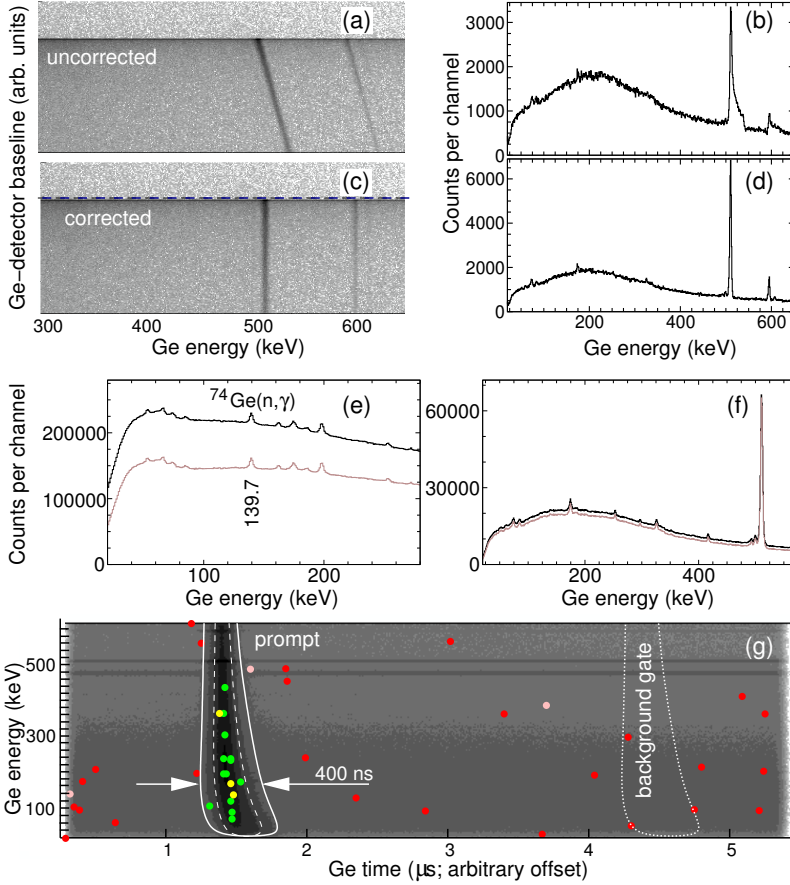 (a)
uncorrected
(c)
corrected
Ge−detector baseline (arb. units)
300 400 500 600
Ge energy (keV)
(b)
3000
2000
1000
0
(d)
6000
4000
2000
0
Counts per channel
200 400 600
Ge energy (keV)
(e)
74Ge(n,γ)
139.7
200000
100000
0
Counts per channel
100 200
Ge energy (keV)
(f)
60000
30000
0
200 400
Ge energy (keV)
(g)
prompt
background gate
400 ns
500
300
100
Ge energy (keV)
1 2 3 4 5
Ge time (μs; arbitrary offset)